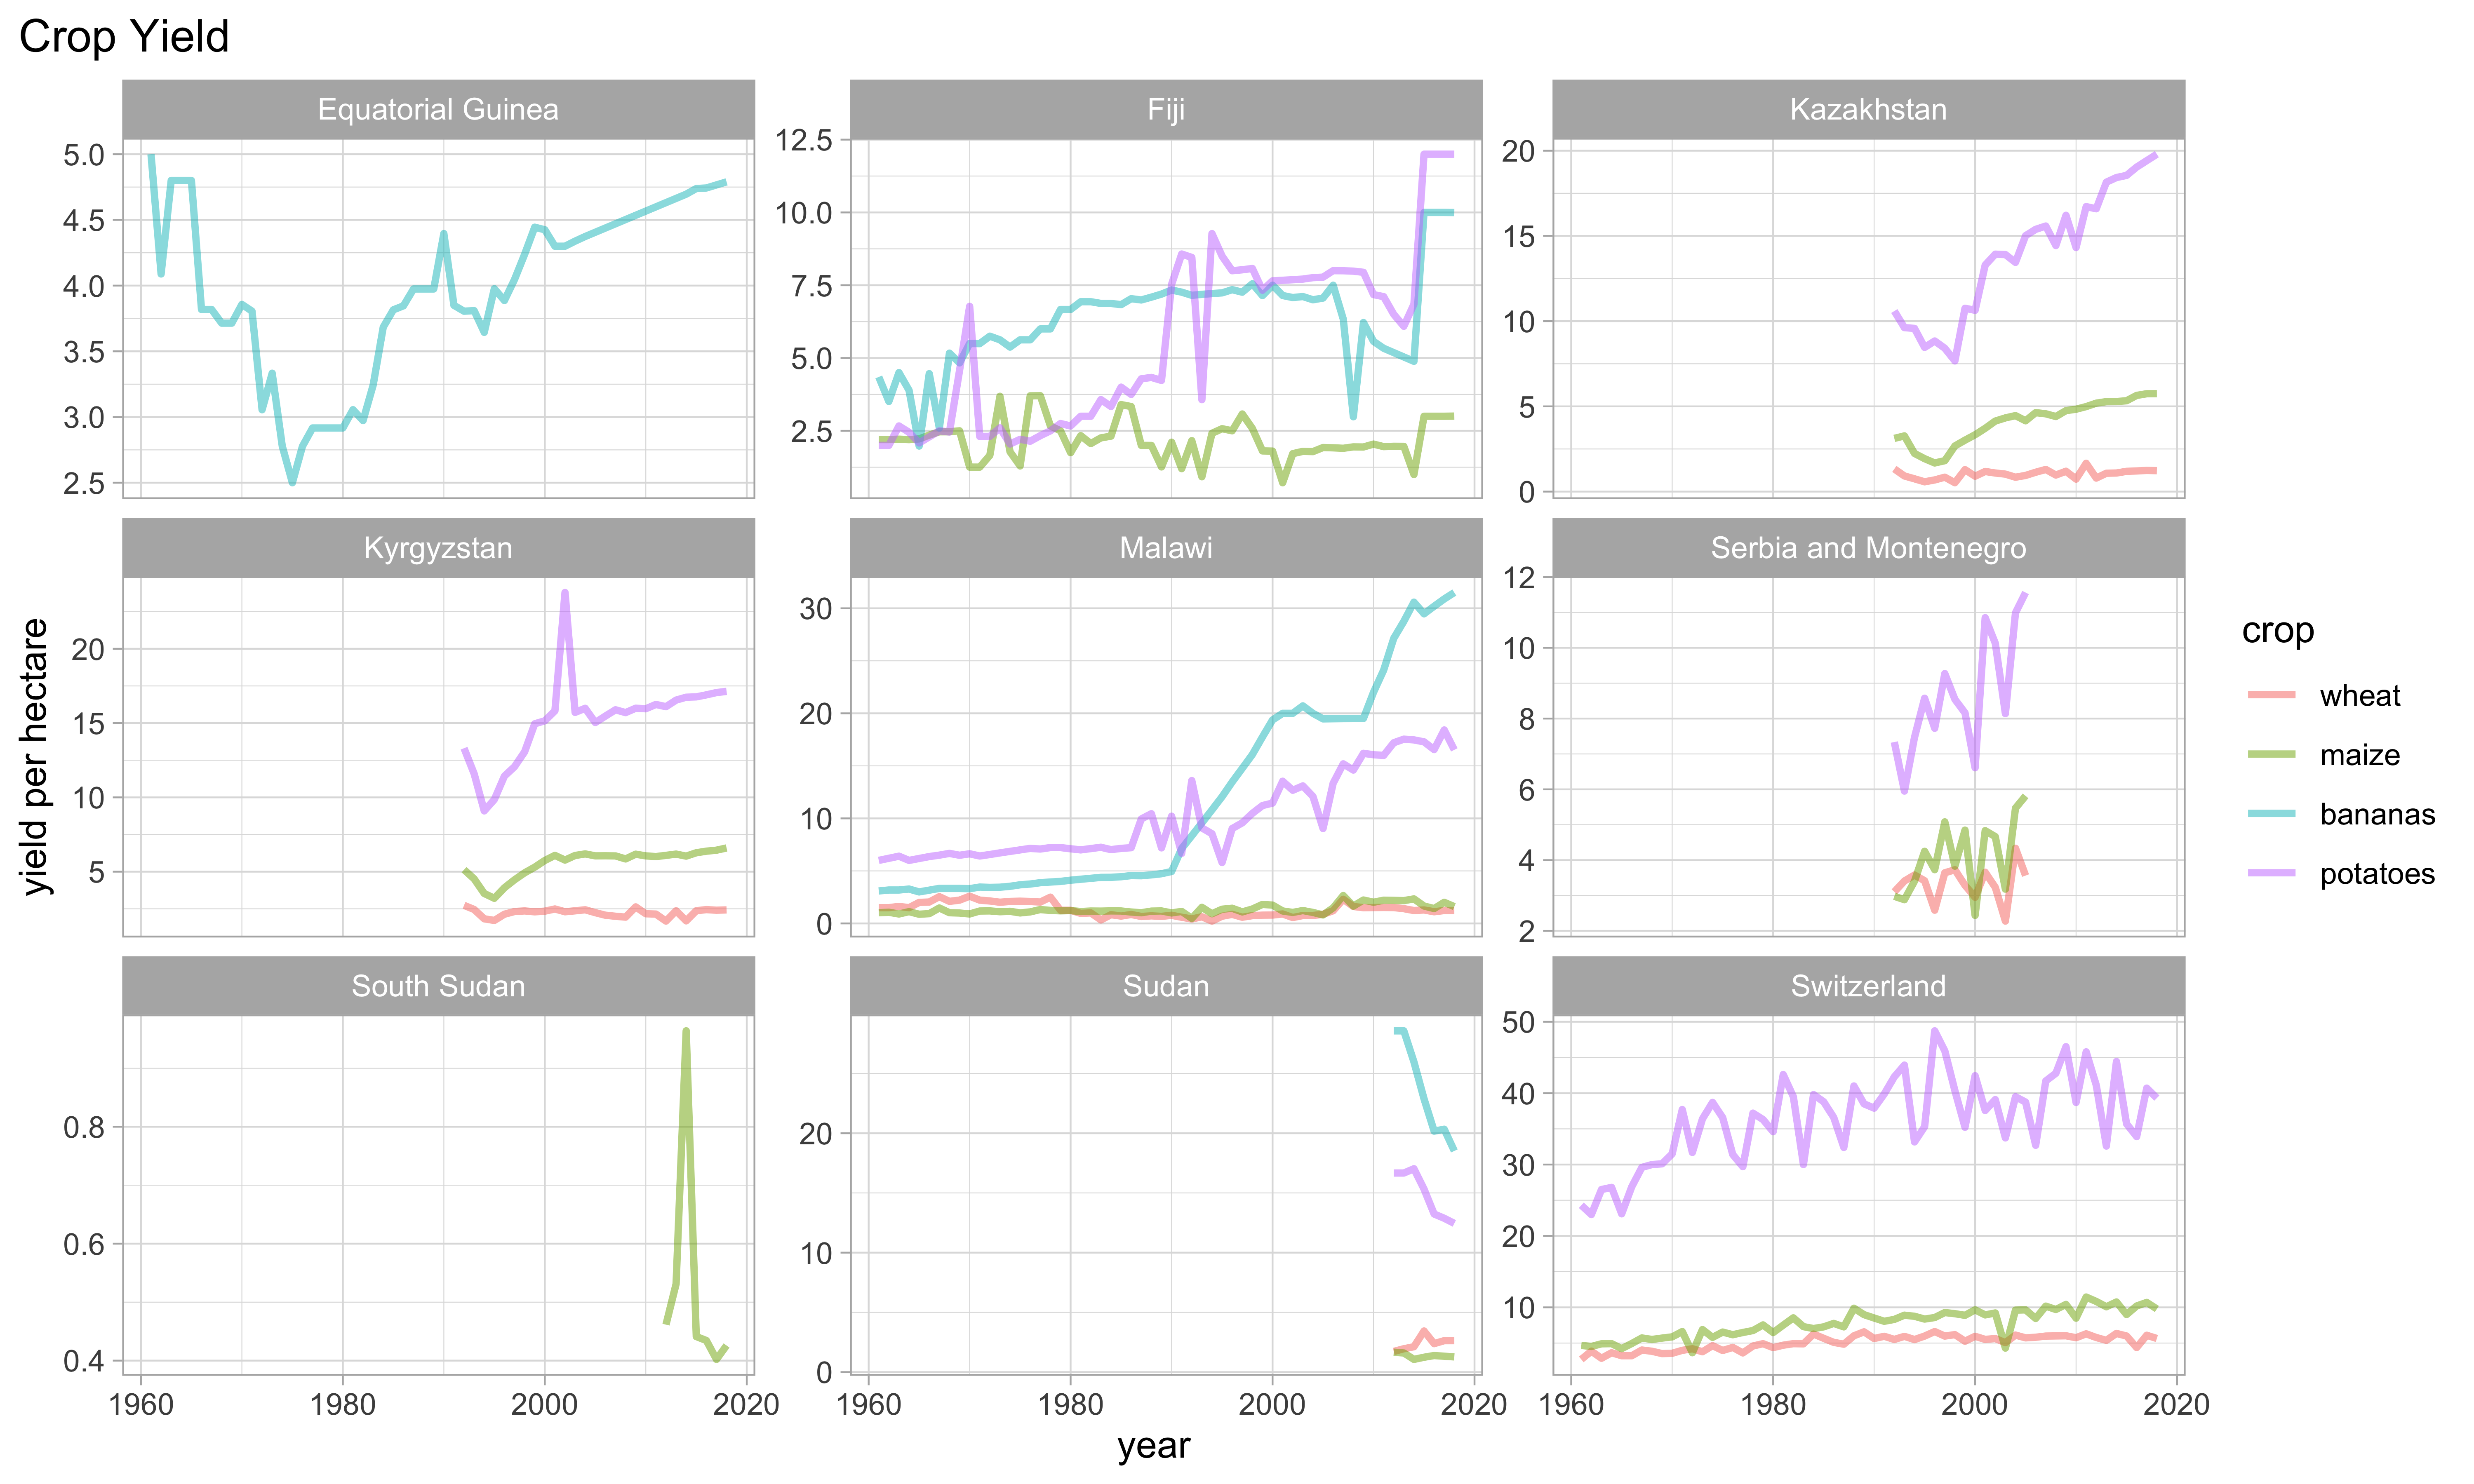 Crop Yield
Equatorial Guinea
5.0
4.5
4.0
3.5
3.0
2.5
Fiji
12.5
10.0
7.5
5.0
2.5
Kazakhstan
20
15
10
5
0
Kyrgyzstan
20
15
10
5
Malawi
30
20
10
0
Serbia and Montenegro
12
10
8
6
4
2
South Sudan
0.8
0.6
0.4
1960 1980 2000 2020
Sudan
20
10
0
1960 1980 2000 2020
Switzerland
50
40
30
20
10
1960 1980 2000 2020
year
yield per hectare
crop
wheat
maize
bananas
potatoes